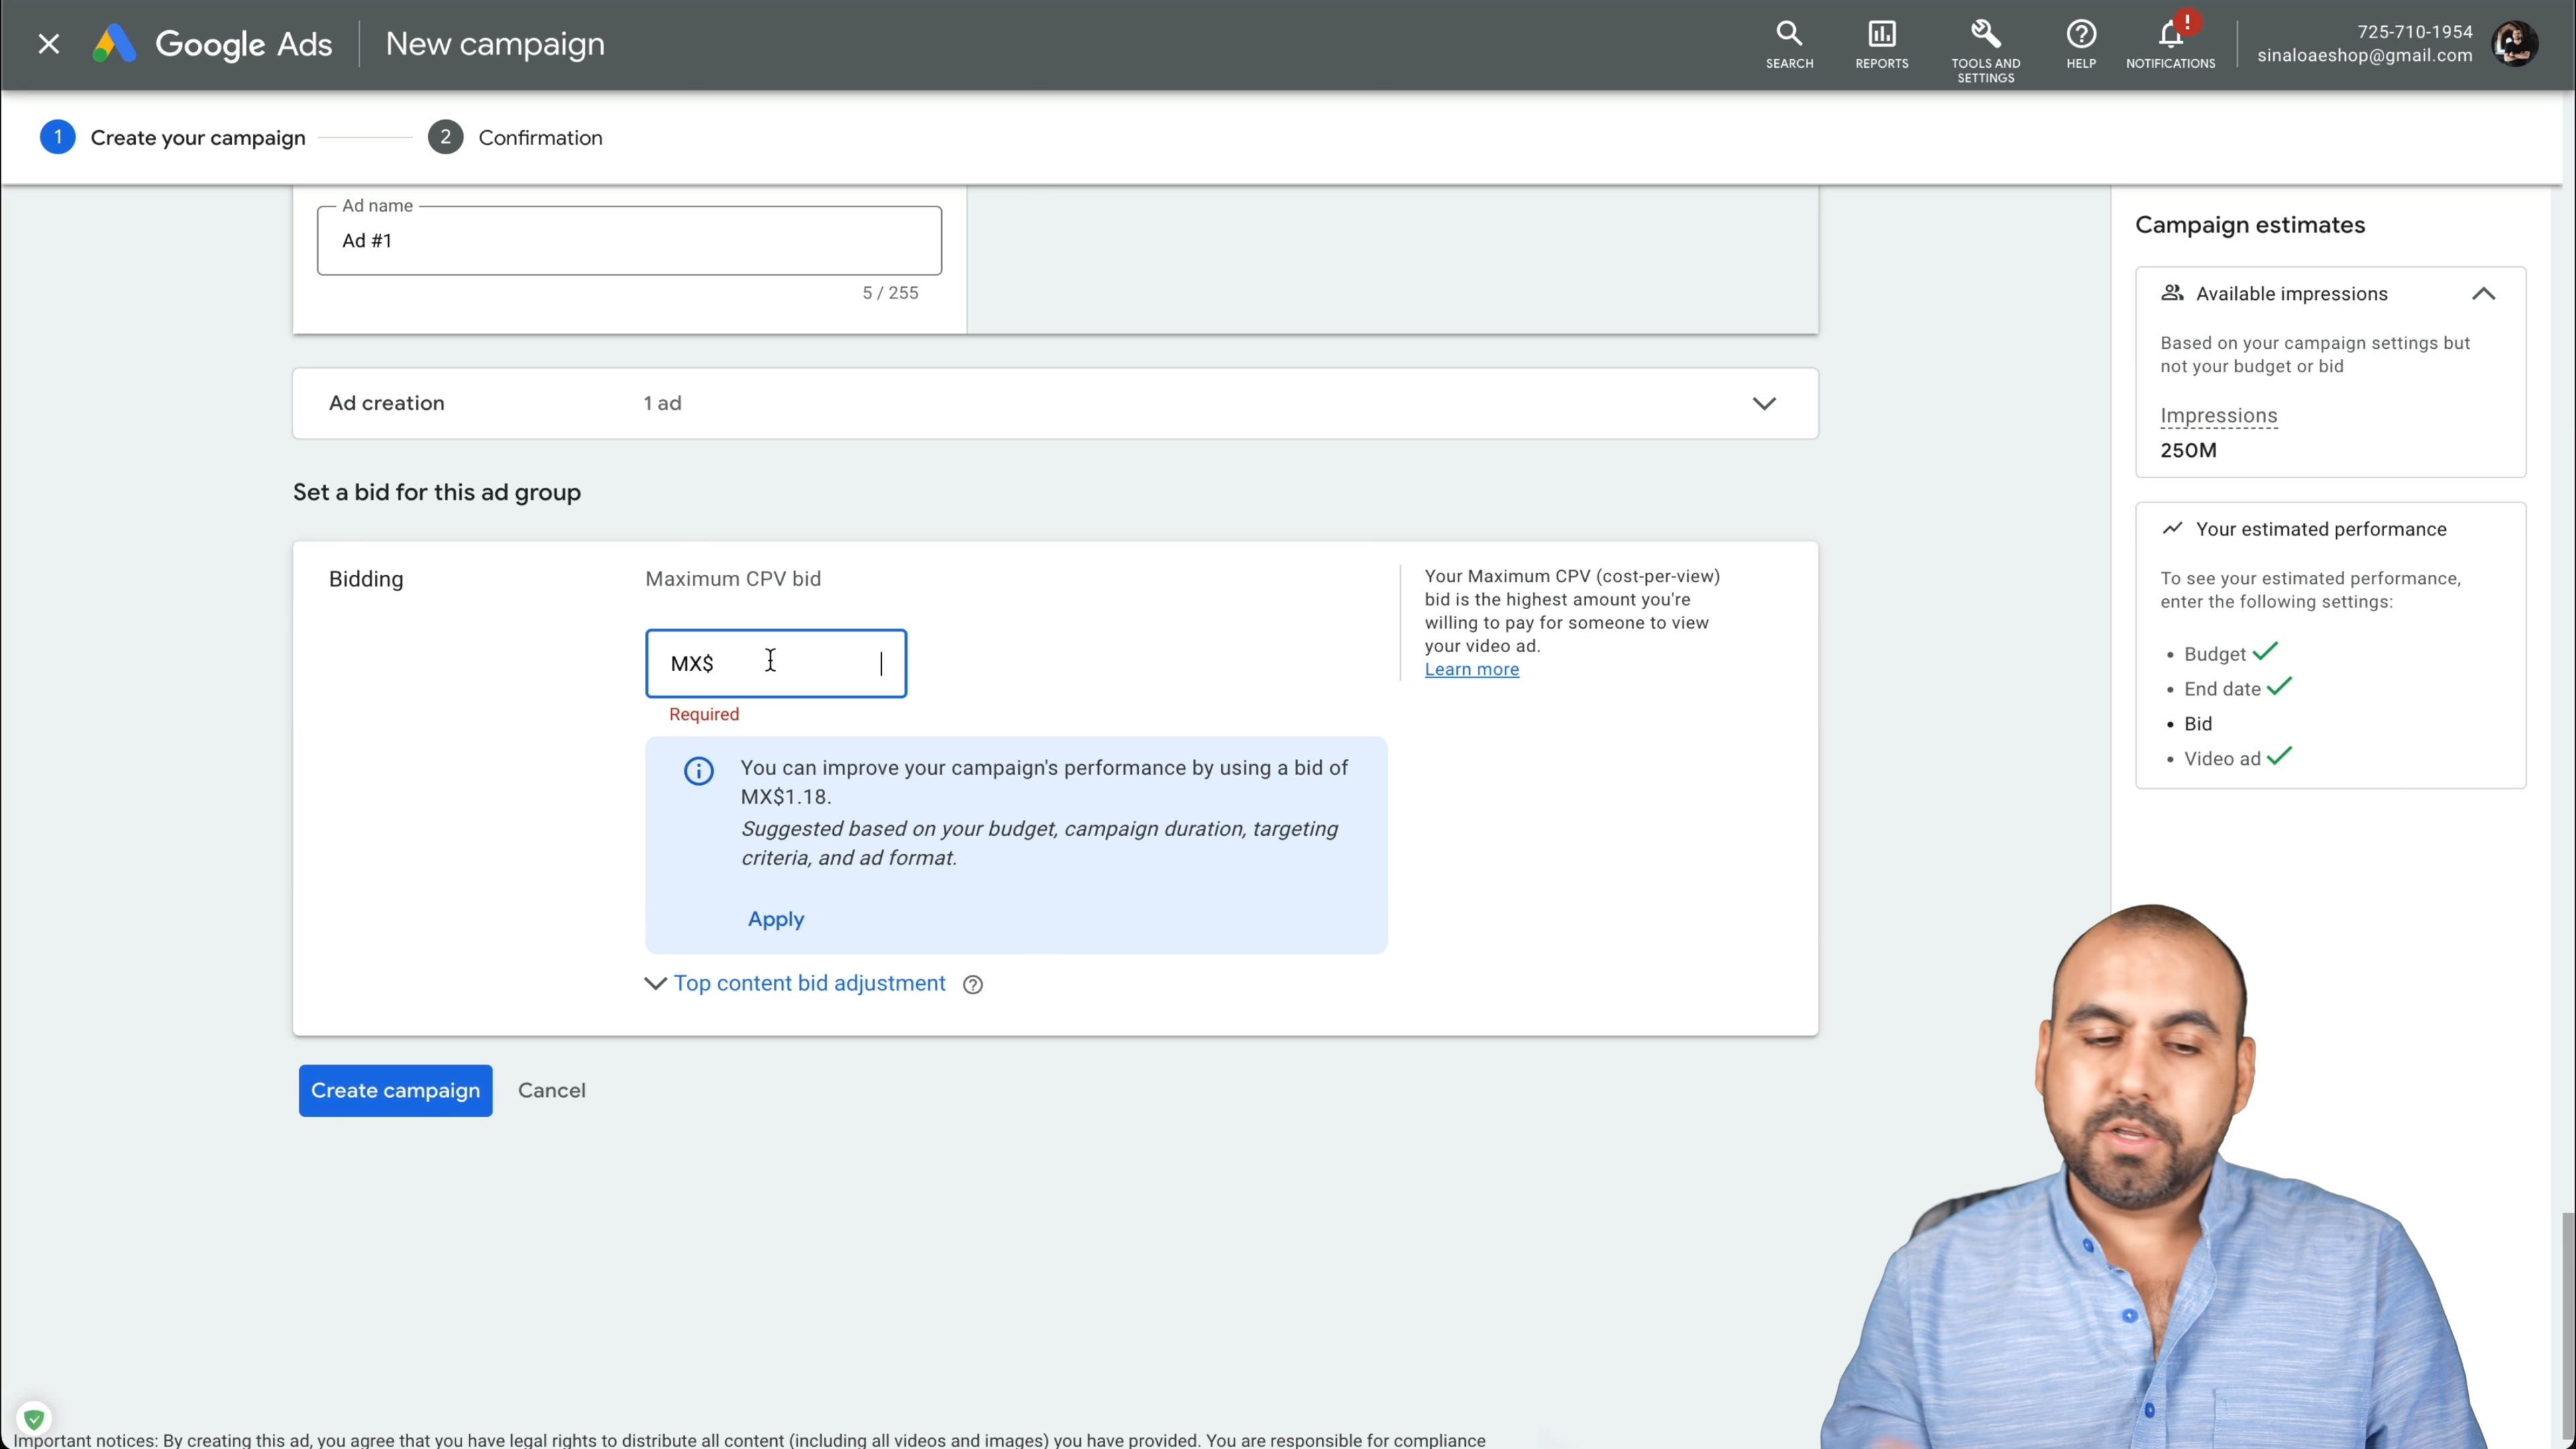 Google Ads
New campaign
SEARCH
REPORTS
TOOLS AND
SETTINGS
HELP
!
NOTIFICATIONS
725-710-1954
sinaloaeshop@gmail.com
1 Create your campaign
2 Confirmation
Ad name
Ad #1
5 / 255
Ad creation
1 ad
Set a bid for this ad group
Bidding
Maximum CPV bid
MX$
Required
You can improve your campaign's performance by using a bid of
MX$1.18.
Suggested based on your budget, campaign duration, targeting
criteria, and ad format.
Apply
Top content bid adjustment
Your Maximum CPV (cost-per-view)
bid is the highest amount you're
willing to pay for someone to view
your video ad.
Learn more
Create campaign
Cancel
Campaign estimates
Available impressions
Based on your campaign settings but
not your budget or bid
Impressions
250M
Your estimated performance
To see your estimated performance,
enter the following settings:
• Budget
• End date
• Bid
• Video ad
Important notices: By creating this ad, you agree that you have legal rights to distribute all content (including all videos and images) you have provided. You are responsible for compliance